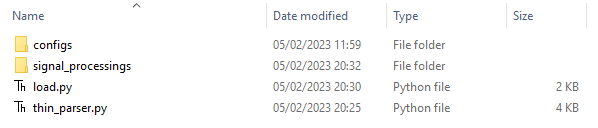 Name Date modified Type Size
configs 05/02/2023 11:59 File folder
signal_processings 05/02/2023 20:32 File folder
Th load.py 05/02/2023 20:30 Python file 2 KB
Th thin_parser.py 05/02/2023 20:25 Python file 4 KB